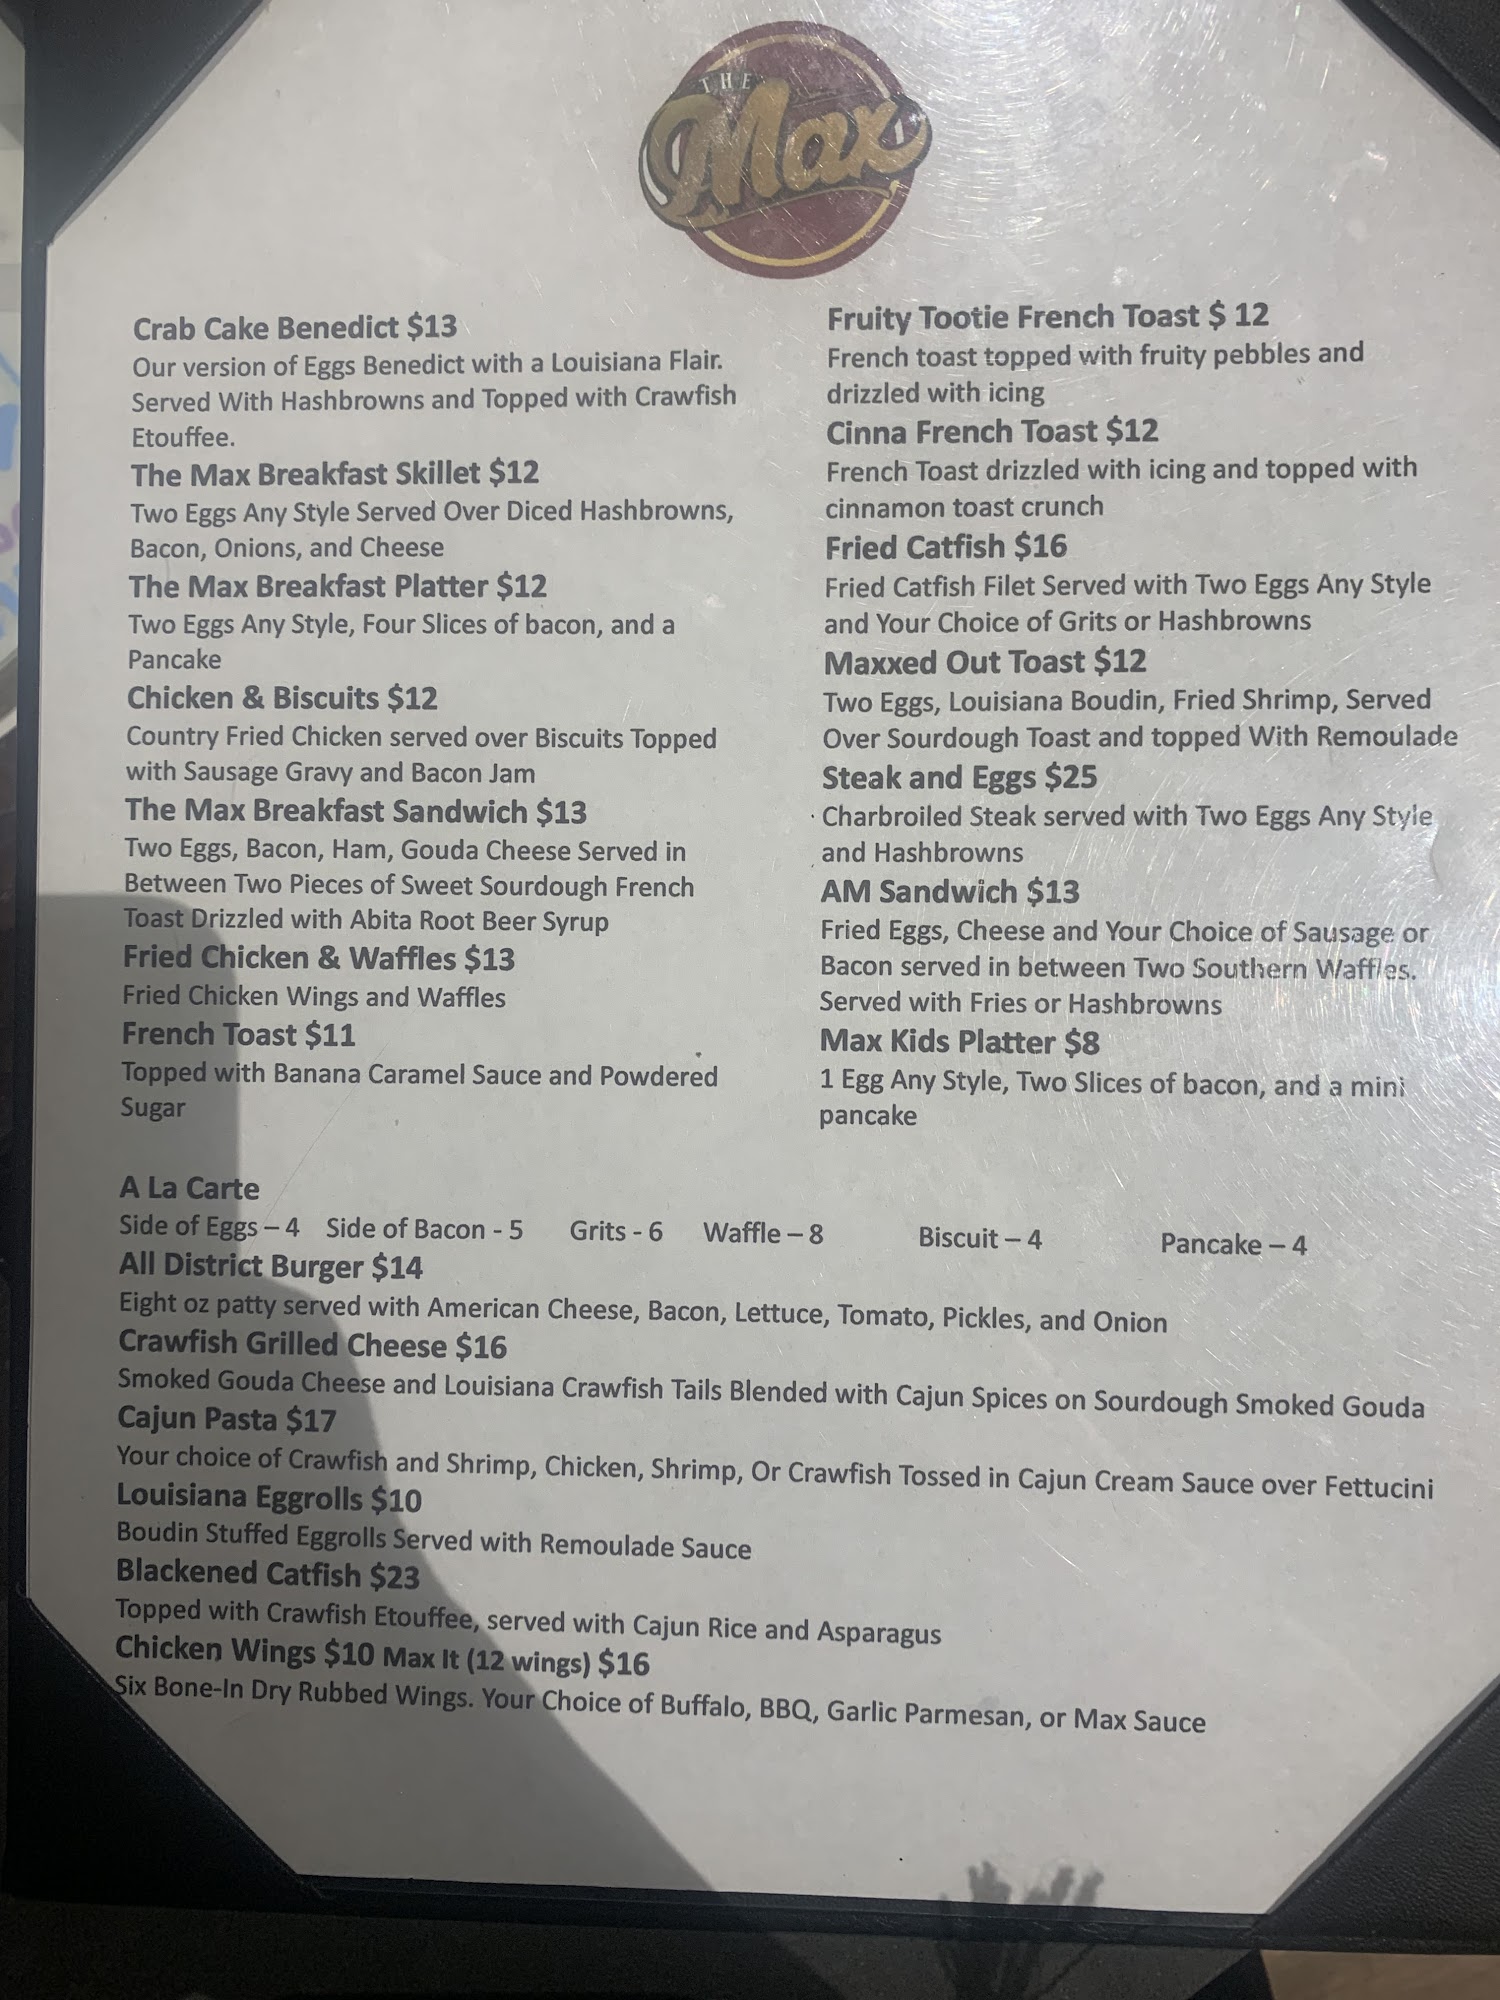 THE
Max
Crab Cake Benedict $13
Our version of Eggs Benedict with a Louisiana Flair.
Served With Hashbrowns and Topped with Crawfish
Etouffee.
The Max Breakfast Skillet $12
Two Eggs Any Style Served Over Diced Hashbrowns,
Bacon, Onions, and Cheese
The Max Breakfast Platter $12
Two Eggs Any Style, Four Slices of bacon, and a
Pancake
Chicken & Biscuits $12
Country Fried Chicken served over Biscuits Topped
with Sausage Gravy and Bacon Jam
The Max Breakfast Sandwich $13
Two Eggs, Bacon, Ham, Gouda Cheese Served in
Between Two Pieces of Sweet Sourdough French
Toast Drizzled with Abita Root Beer Syrup
Fried Chicken & Waffles $13
Fried Chicken Wings and Waffles
French Toast $11
Topped with Banana Caramel Sauce and Powdered
Sugar
Fruity Tootie French Toast $ 12
French toast topped with fruity pebbles and
drizzled with icing
Cinna French Toast $12
French Toast drizzled with icing and topped with
cinnamon toast crunch
Fried Catfish $16
Fried Catfish Filet Served with Two Eggs Any Style
and Your Choice of Grits or Hashbrowns
Maxxed Out Toast $12
Two Eggs, Louisiana Boudin, Fried Shrimp, Served
Over Sourdough Toast and topped With Remoulade
Steak and Eggs $25
Charbroiled Steak served with Two Eggs Any Style
and Hashbrowns
AM Sandwich $13
Fried Eggs, Cheese and Your Choice of Sausage or
Bacon served in between Two Southern Waffles.
Served with Fries or Hashbrowns
Max Kids Platter $8
1 Egg Any Style, Two Slices of bacon, and a mini
pancake
A La Carte
Side of Eggs – 4 Side of Bacon - 5 Grits - 6 Waffle – 8 Biscuit – 4 Pancake – 4
All District Burger $14
Eight oz patty served with American Cheese, Bacon, Lettuce, Tomato, Pickles, and Onion
Crawfish Grilled Cheese $16
Smoked Gouda Cheese and Louisiana Crawfish Tails Blended with Cajun Spices on Sourdough Smoked Gouda
Cajun Pasta $17
Your choice of Crawfish and Shrimp, Chicken, Shrimp, Or Crawfish Tossed in Cajun Cream Sauce over Fettucini
Louisiana Eggrolls $10
Boudin Stuffed Eggrolls Served with Remoulade Sauce
Blackened Catfish $23
Topped with Crawfish Etouffee, served with Cajun Rice and Asparagus
Chicken Wings $10 Max It (12 wings) $16
Six Bone-In Dry Rubbed Wings. Your Choice of Buffalo, BBQ, Garlic Parmesan, or Max Sauce